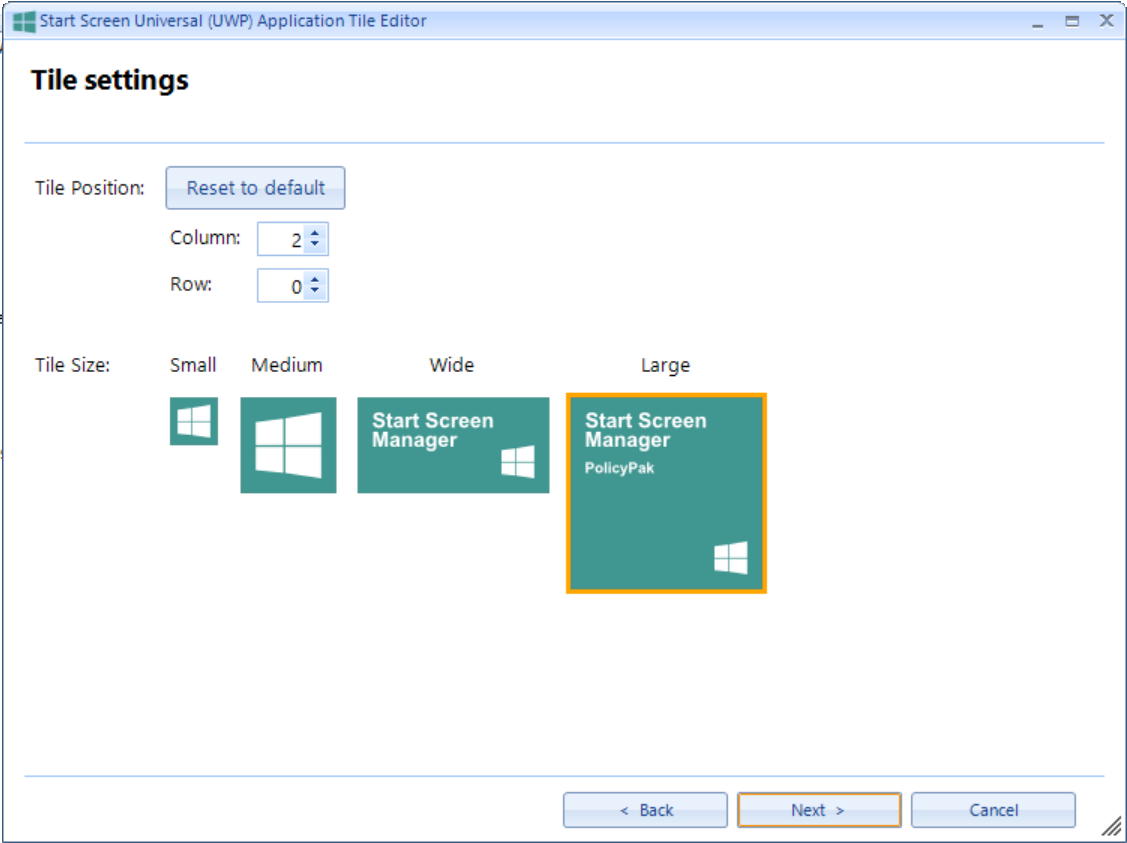 Start Screen Universal (UWP) Application Tile Editor
Tile settings
Tile Position: Reset to default
Column: 2
Row: 0
Tile Size: Small Medium Wide Large
Start Screen
Manager
Start Screen
Manager
PolicyPak
< Back Next > Cancel